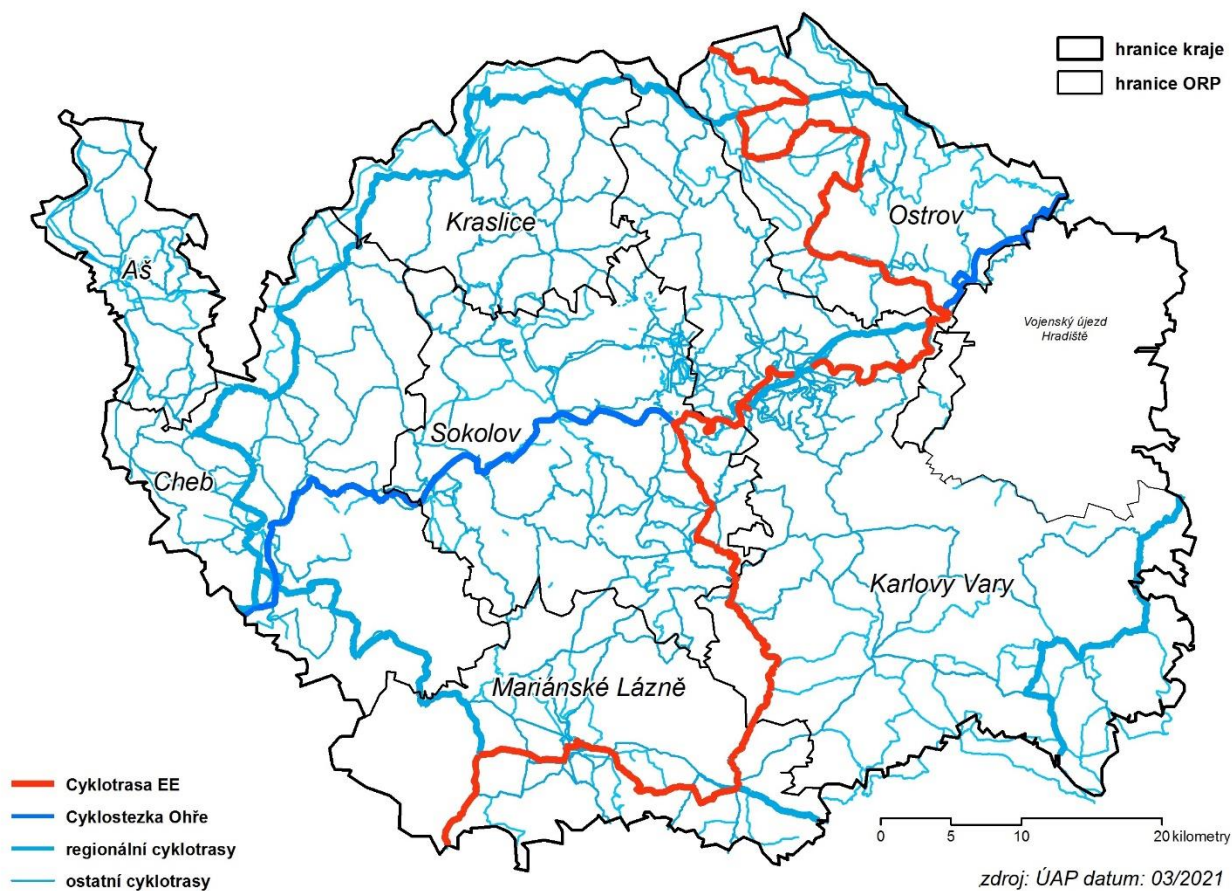 hranice kraje
hranice ORP
Kraslice
Ostrov
Aš
Vojenský újezd
Hradiště
Sokolov
Cheb
Karlovy Vary
Mariánské Lázně
Cyklotrasa EE
Cyklostezka Ohře
regionální cyklotrasy
ostatní cyklotrasy
0 5 10 20 kilometry
zdroj: ÚAP datum: 03/2021